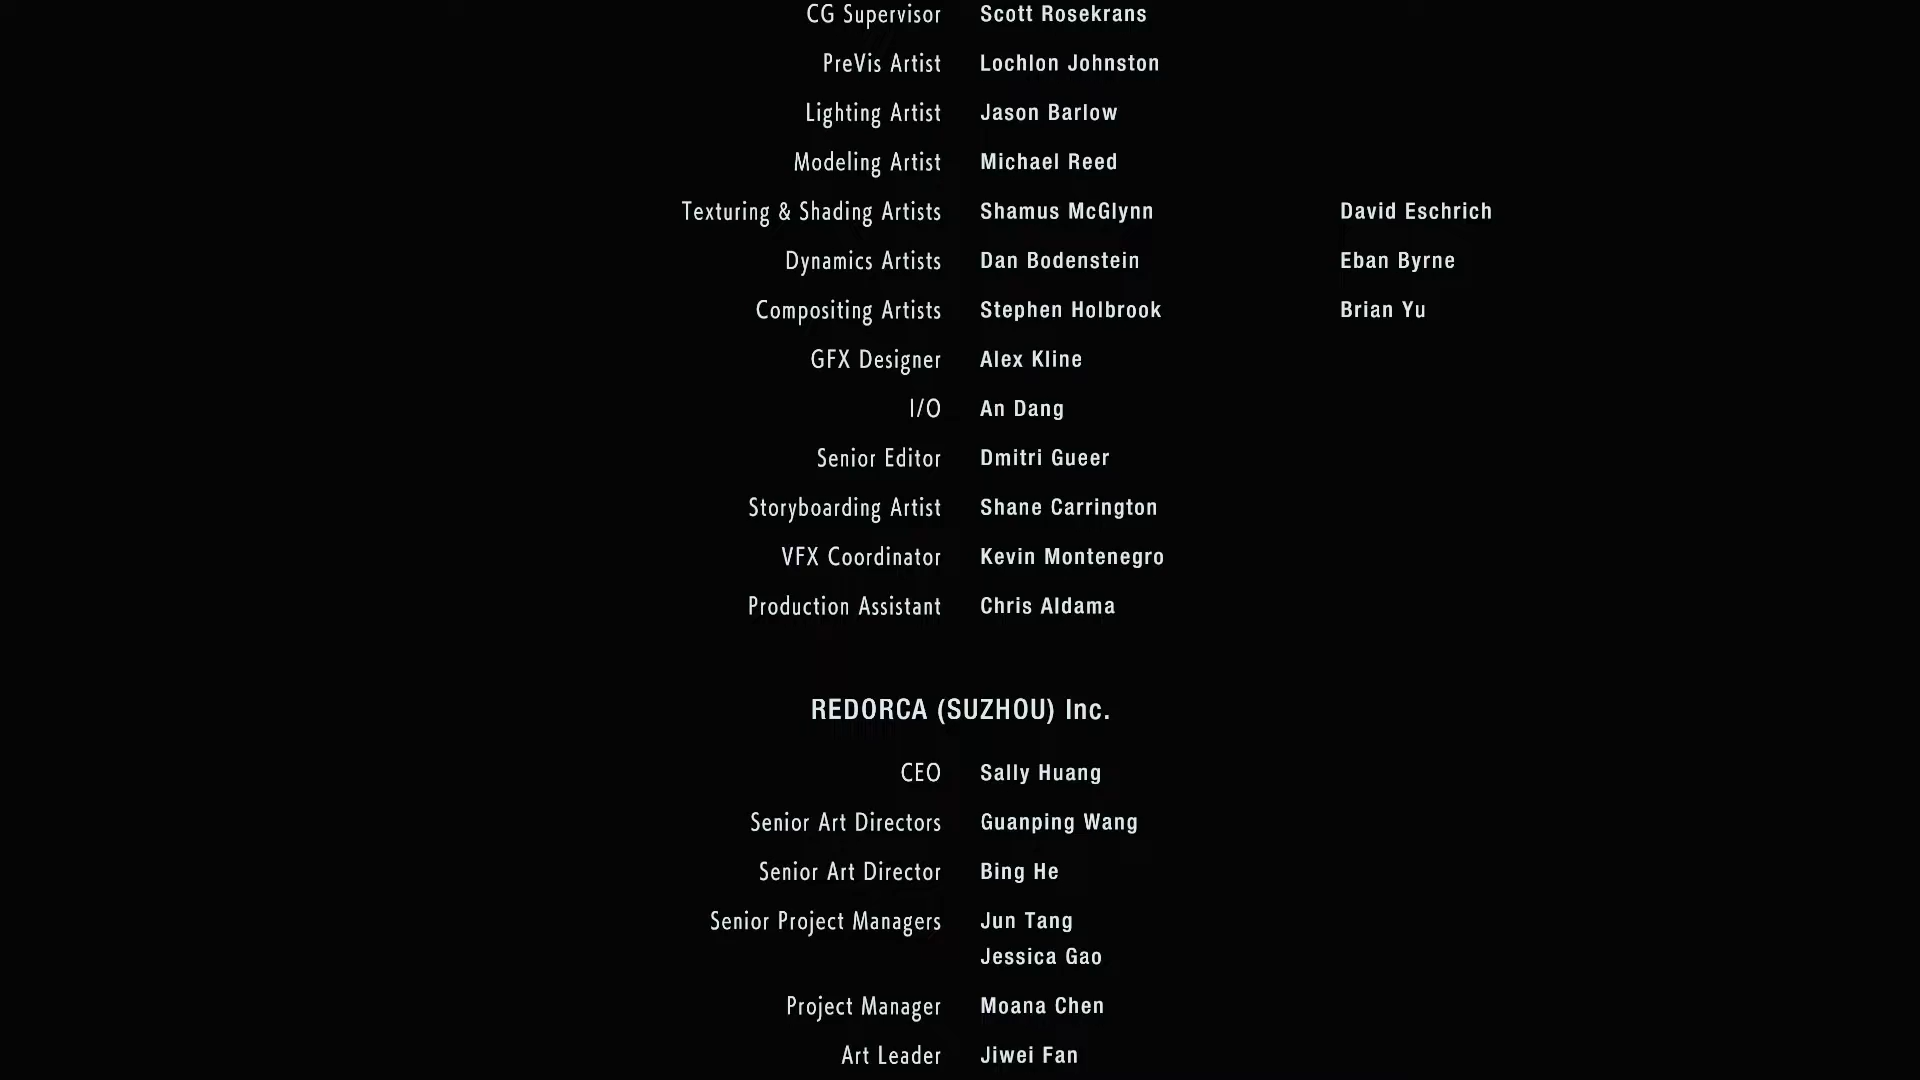 CG Supervisor Scott Rosekrans
PreVis Artist Lochlon Johnston
Lighting Artist Jason Barlow
Modeling Artist Michael Reed
Texturing & Shading Artists Shamus McGlynn David Eschrich
Dynamics Artists Dan Bodenstein Eban Byrne
Compositing Artists Stephen Holbrook Brian Yu
GFX Designer Alex Kline
I/O An Dang
Senior Editor Dmitri Gueer
Storyboarding Artist Shane Carrington
VFX Coordinator Kevin Montenegro
Production Assistant Chris Aldama
REDORCA (SUZHOU) Inc.
CEO Sally Huang
Senior Art Directors Guanping Wang
Senior Art Director Bing He
Senior Project Managers Jun Tang
Jessica Gao
Project Manager Moana Chen
Art Leader Jiwei Fan